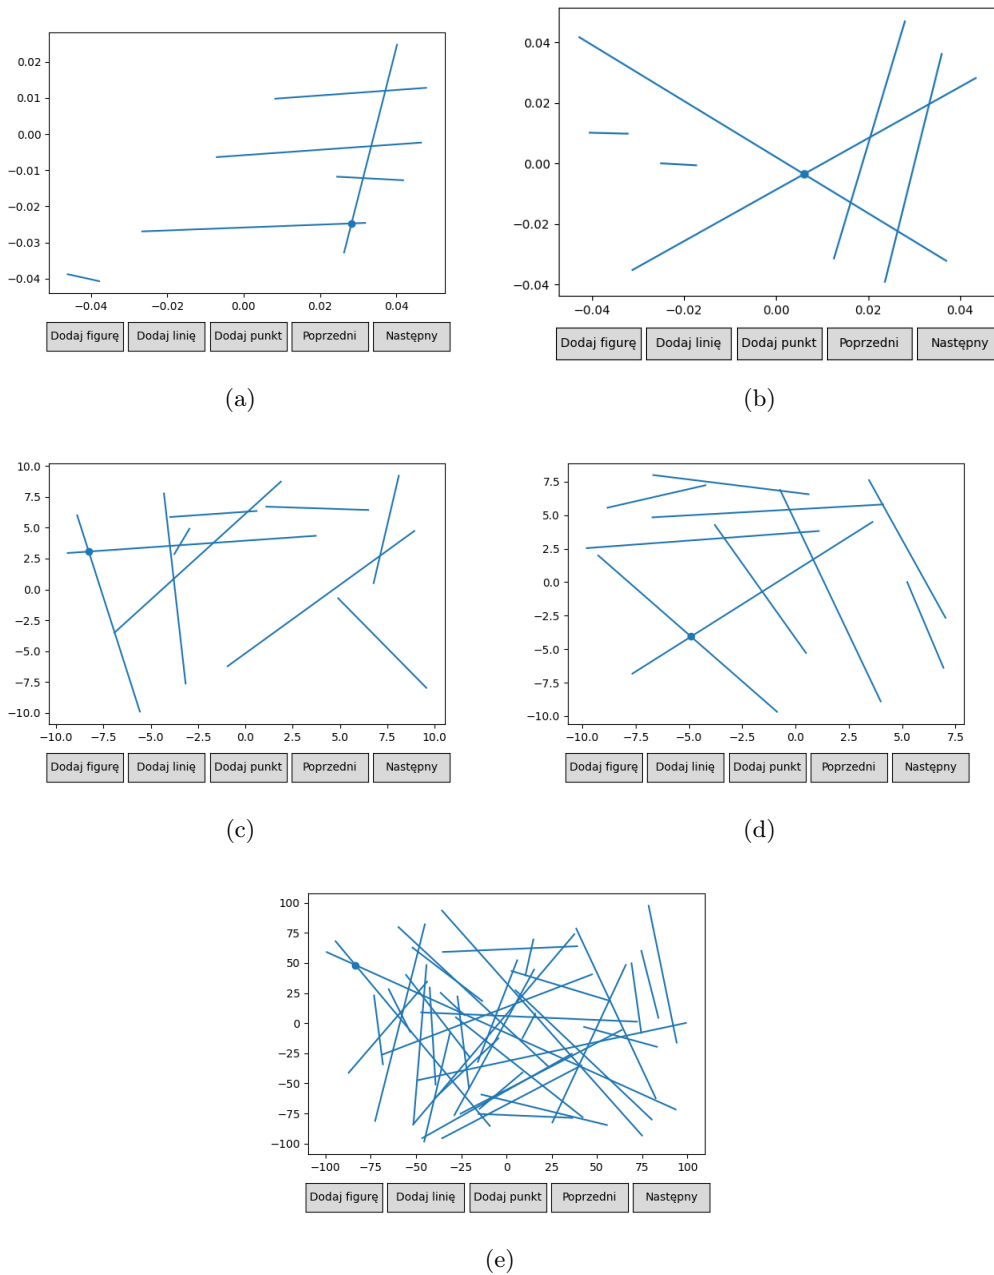 0.02
0.01
0.00
−0.01
−0.02
−0.03
−0.04
−0.04 −0.02 0.00 0.02 0.04
Dodaj figurę Dodaj linię Dodaj punkt Poprzedni Następny
(a)
0.04
0.02
0.00
−0.02
−0.04
−0.04 −0.02 0.00 0.02 0.04
Dodaj figurę Dodaj linię Dodaj punkt Poprzedni Następny
(b)
10.0
7.5
5.0
2.5
0.0
−2.5
−5.0
−7.5
−10.0
−10.0 −7.5 −5.0 −2.5 0.0 2.5 5.0 7.5 10.0
Dodaj figurę Dodaj linię Dodaj punkt Poprzedni Następny
(c)
7.5
5.0
2.5
0.0
−2.5
−5.0
−7.5
−10.0
−10.0 −7.5 −5.0 −2.5 0.0 2.5 5.0 7.5
Dodaj figurę Dodaj linię Dodaj punkt Poprzedni Następny
(d)
100
75
50
25
0
−25
−50
−75
−100
−100 −75 −50 −25 0 25 50 75 100
Dodaj figurę Dodaj linię Dodaj punkt Poprzedni Następny
(e)